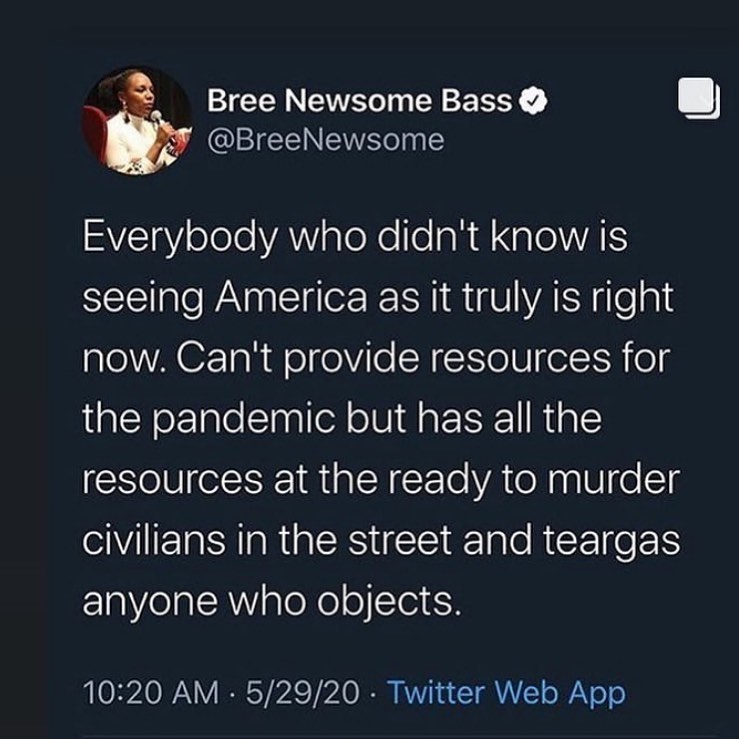 Bree Newsome Bass
@BreeNewsome
Everybody who didn't know is
seeing America as it truly is right
now. Can't provide resources for
the pandemic but has all the
resources at the ready to murder
civilians in the street and teargas
anyone who objects.
10:20 AM · 5/29/20 · Twitter Web App